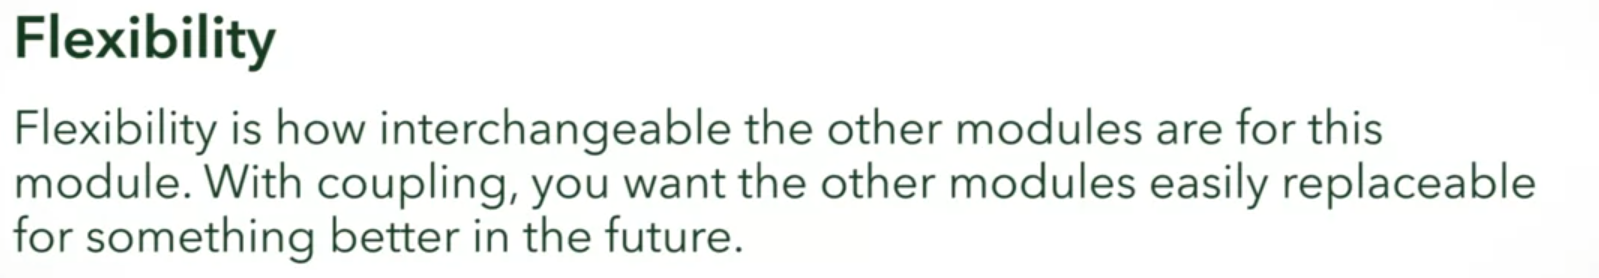 Flexibility
Flexibility is how interchangeable the other modules are for this
module. With coupling, you want the other modules easily replaceable
for something better in the future.